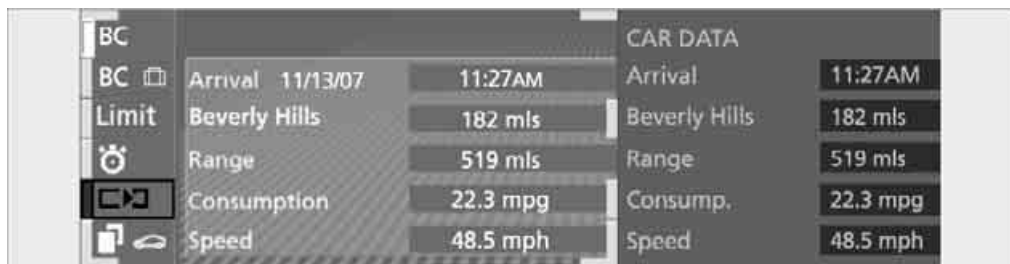 BC
BC
Limit
Arrival 11/13/07 11:27AM
Beverly Hills 182 mls
Range 519 mls
Consumption 22.3 mpg
Speed 48.5 mph
CAR DATA
Arrival 11:27AM
Beverly Hills 182 mls
Range 519 mls
Consump. 22.3 mpg
Speed 48.5 mph